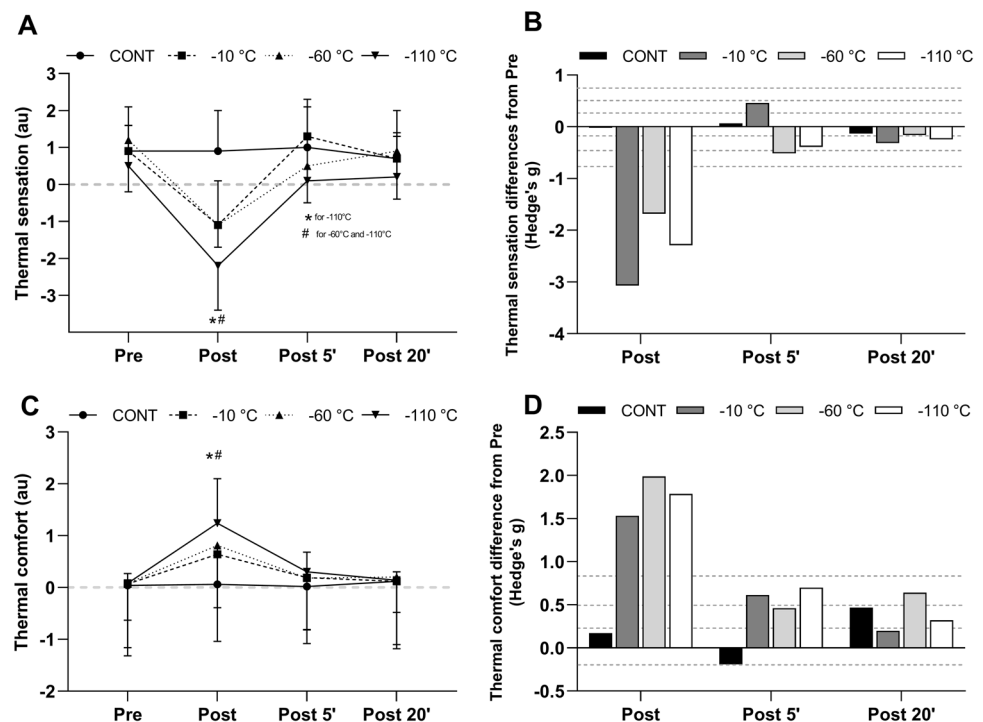 A
CONT -10 °C -60 °C -110 °C
Thermal sensation (au)
3
2
1
0
-1
-2
-3
* for -110°C
# for -60°C and -110°C
*#
Pre Post Post 5' Post 20'
B
CONT -10 °C -60 °C -110 °C
Thermal sensation differences from Pre
(Hedge's g)
1
0
-1
-2
-3
-4
Post Post 5' Post 20'
C
CONT -10 °C -60 °C -110 °C
Thermal comfort (au)
3
2
1
0
-1
-2
*#
Pre Post Post 5' Post 20'
D
CONT -10 °C -60 °C -110 °C
Thermal comfort difference from Pre
(Hedge's g)
2.5
2.0
1.5
1.0
0.5
0.0
-0.5
Post Post 5' Post 20'